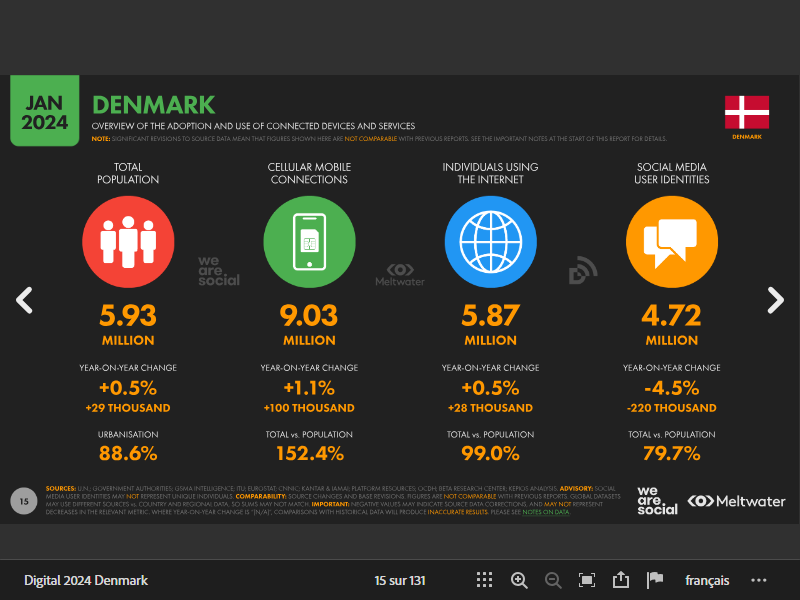 JAN
2024
DENMARK
OVERVIEW OF THE ADOPTION AND USE OF CONNECTED DEVICES AND SERVICES
NOTE: SIGNIFICANT REVISIONS TO SOURCE DATA MEAN THAT FIGURES SHOWN HERE ARE NOT COMPARABLE WITH PREVIOUS REPORTS. SEE THE IMPORTANT NOTES AT THE START OF THIS REPORT FOR DETAILS.
DENMARK
TOTAL
POPULATION
CELLULAR MOBILE
CONNECTIONS
INDIVIDUALS USING
THE INTERNET
SOCIAL MEDIA
USER IDENTITIES
we
are
social
Meltwater
5.93
MILLION
9.03
MILLION
5.87
MILLION
4.72
MILLION
YEAR-ON-YEAR CHANGE
+0.5%
+29 THOUSAND
YEAR-ON-YEAR CHANGE
+1.1%
+100 THOUSAND
YEAR-ON-YEAR CHANGE
+0.5%
+28 THOUSAND
YEAR-ON-YEAR CHANGE
-4.5%
-220 THOUSAND
URBANISATION
88.6%
TOTAL vs. POPULATION
152.4%
TOTAL vs. POPULATION
99.0%
TOTAL vs. POPULATION
79.7%
15
SOURCES: U.N.; GOVERNMENT AUTHORITIES; GSMA INTELLIGENCE; ITU; EUROSTAT; CNNIC; KANTAR & IAMAI; PLATFORM RESOURCES; OCDH; BETA RESEARCH CENTER; KEPIOS ANALYSIS. ADVISORY: SOCIAL
MEDIA USER IDENTITIES MAY NOT REPRESENT UNIQUE INDIVIDUALS. COMPARABILITY: SOURCE CHANGES AND BASE REVISIONS. FIGURES ARE NOT COMPARABLE WITH PREVIOUS REPORTS. GLOBAL DATASETS
MAY USE DIFFERENT SOURCES vs. COUNTRY AND REGIONAL DATA, SO SUMS MAY NOT MATCH. IMPORTANT: NEGATIVE VALUES MAY INDICATE SOURCE DATA CORRECTIONS, AND MAY NOT REPRESENT
DECREASES IN THE RELEVANT METRIC. WHERE YEAR-ON-YEAR CHANGE IS "[N/A]", COMPARISONS WITH HISTORICAL DATA WILL PRODUCE INACCURATE RESULTS. PLEASE SEE NOTES ON DATA.
we
are
social
Meltwater
Digital 2024 Denmark
15 sur 131
français